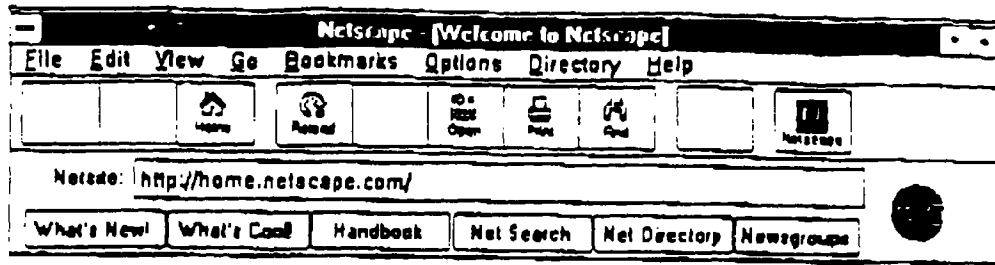 Netscape - [Welcome to Netscape]
File Edit View Go Bookmarks Options Directory Help
Home Reload Open Print Find Netscape
Netsite: http://home.netscape.com/
What's New! What's Cool! Handbook Net Search Net Directory Newsgroups